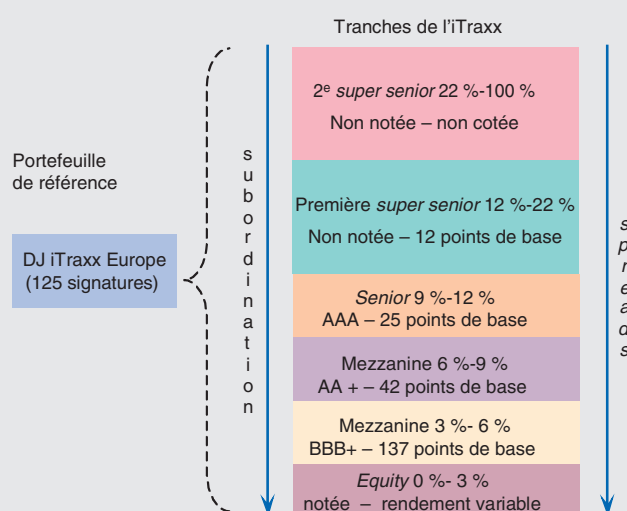 Tranches de l'iTraxx
2e super senior 22 %-100 %
Non notée – non cotée
Portefeuille
de référence
subordination
Première super senior 12 %-22 %
Non notée – 12 points de base
DJ iTraxx Europe
(125 signatures)
Senior 9 %-12 %
AAA – 25 points de base
Mezzanine 6 %-9 %
AA + – 42 points de base
Mezzanine 3 %- 6 %
BBB+ – 137 points de base
Equity 0 %- 3 %
notée – rendement variable
spreads